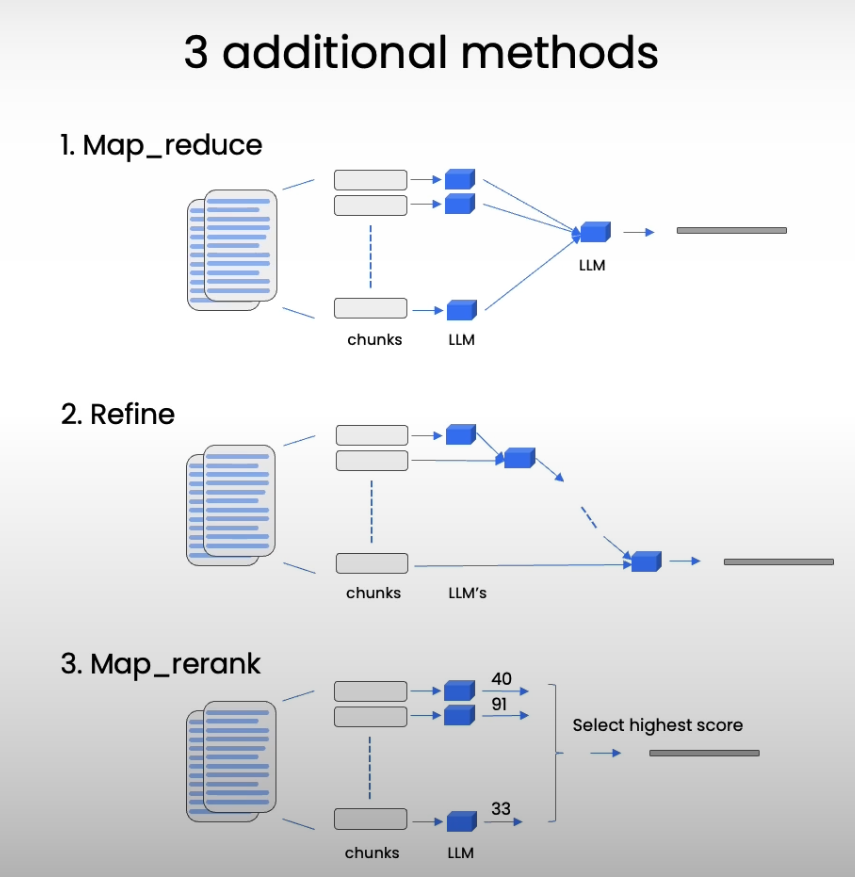 3 additional methods
1. Map_reduce
LLM
chunks
LLM
2. Refine
chunks
LLM's
3. Map_rerank
40
91
Select highest score
33
chunks
LLM